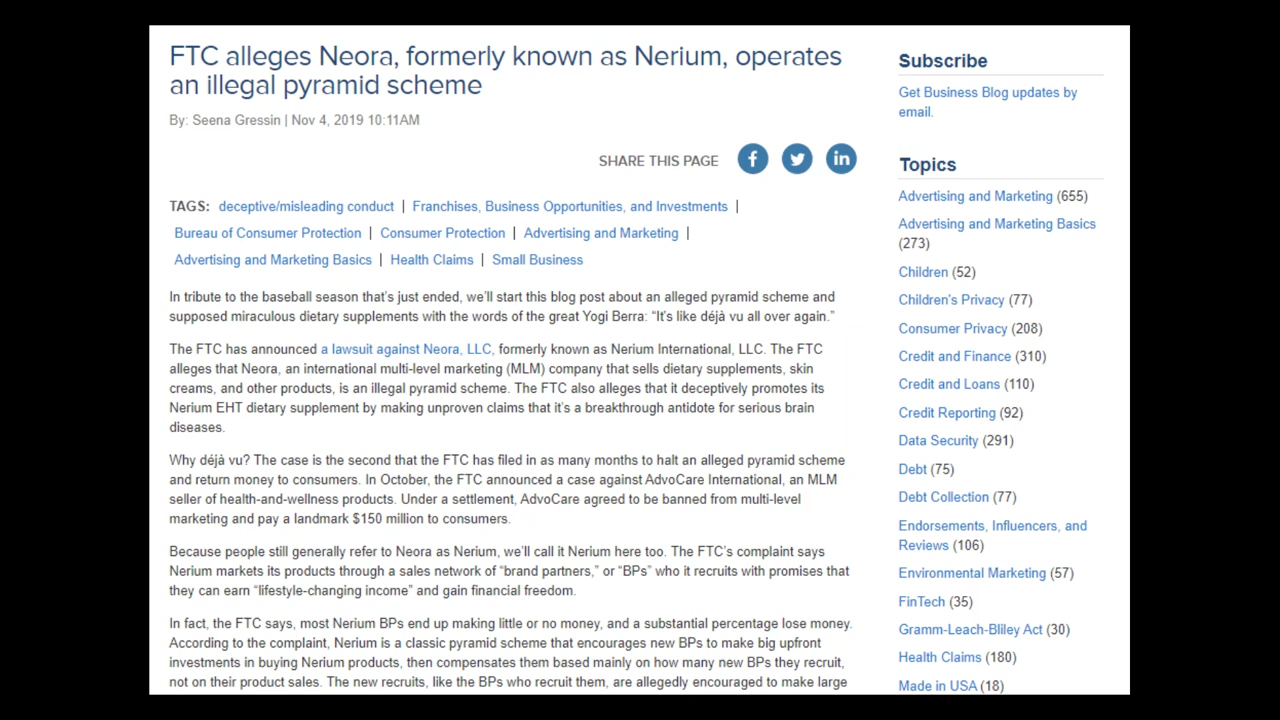 FTC alleges Neora, formerly known as Nerium, operates
an illegal pyramid scheme
By: Seena Gressin | Nov 4, 2019 10:11AM
SHARE THIS PAGE
TAGS: deceptive/misleading conduct | Franchises, Business Opportunities, and Investments |
Bureau of Consumer Protection | Consumer Protection | Advertising and Marketing |
Advertising and Marketing Basics | Health Claims | Small Business
In tribute to the baseball season that's just ended, we'll start this blog post about an alleged pyramid scheme and
supposed miraculous dietary supplements with the words of the great Yogi Berra: “It's like déjà vu all over again.”
The FTC has announced a lawsuit against Neora, LLC, formerly known as Nerium International, LLC. The FTC
alleges that Neora, an international multi-level marketing (MLM) company that sells dietary supplements, skin
creams, and other products, is an illegal pyramid scheme. The FTC also alleges that it deceptively promotes its
Nerium EHT dietary supplement by making unproven claims that it's a breakthrough antidote for serious brain
diseases.
Why déjà vu? The case is the second that the FTC has filed in as many months to halt an alleged pyramid scheme
and return money to consumers. In October, the FTC announced a case against AdvoCare International, an MLM
seller of health-and-wellness products. Under a settlement, AdvoCare agreed to be banned from multi-level
marketing and pay a landmark $150 million to consumers.
Because people still generally refer to Neora as Nerium, we'll call it Nerium here too. The FTC's complaint says
Nerium markets its products through a sales network of “brand partners,” or “BPs” who it recruits with promises that
they can earn “lifestyle-changing income” and gain financial freedom.
In fact, the FTC says, most Nerium BPs end up making little or no money, and a substantial percentage lose money.
According to the complaint, Nerium is a classic pyramid scheme that encourages new BPs to make big upfront
investments in buying Nerium products, then compensates them based mainly on how many new BPs they recruit,
not on their product sales. The new recruits, like the BPs who recruit them, are allegedly encouraged to make large
Subscribe
Get Business Blog updates by
email.
Topics
Advertising and Marketing (655)
Advertising and Marketing Basics
(273)
Children (52)
Children's Privacy (77)
Consumer Privacy (208)
Credit and Finance (310)
Credit and Loans (110)
Credit Reporting (92)
Data Security (291)
Debt (75)
Debt Collection (77)
Endorsements, Influencers, and
Reviews (106)
Environmental Marketing (57)
FinTech (35)
Gramm-Leach-Bliley Act (30)
Health Claims (180)
Made in USA (18)